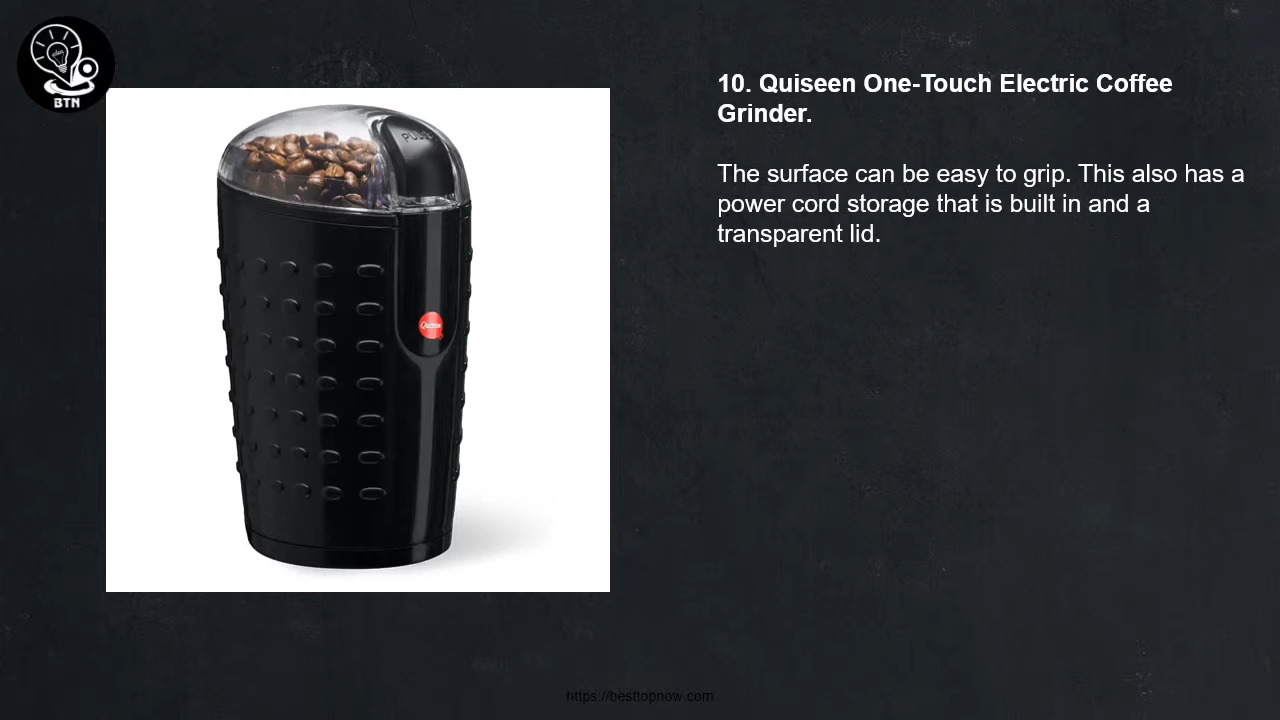 BTN
10. Quiseen One-Touch Electric Coffee
Grinder.
The surface can be easy to grip. This also has a
power cord storage that is built in and a
transparent lid.
Quiseen
https://besttopnow.com